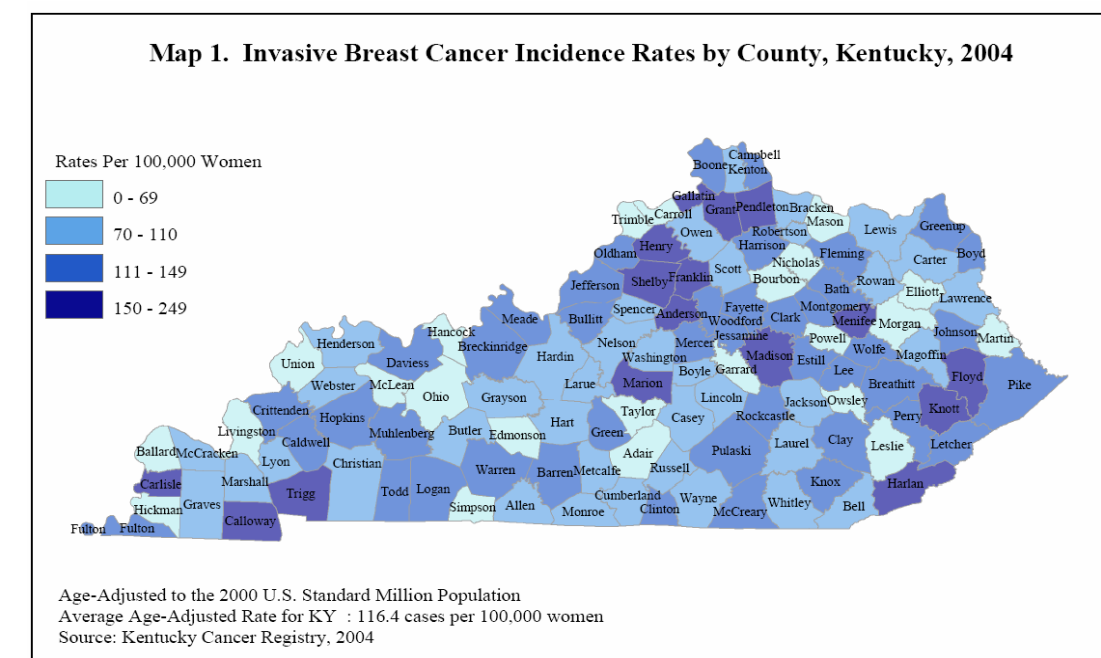 Map 1. Invasive Breast Cancer Incidence Rates by County, Kentucky, 2004
Rates Per 100,000 Women
0 - 69
70 - 110
111 - 149
150 - 249
Boone
Campbell
Kenton
Gallatin
Grant
Pendleton
Bracken
Mason
Trimble
Carroll
Owen
Robertson
Lewis
Greenup
Henry
Harrison
Oldham
Nicholas
Fleming
Carter
Boyd
Jefferson
Shelby
Franklin
Scott
Bourbon
Bath
Rowan
Elliott
Lawrence
Meade
Bullitt
Spencer
Anderson
Fayette
Woodford
Clark
Montgomery
Menifee
Morgan
Johnson
Martin
Hancock
Breckinridge
Henderson
Daviess
Union
Webster
McLean
Ohio
Hardin
Nelson
Washington
Mercer
Jessamine
Boyle
Garrard
Madison
Powell
Estill
Wolfe
Lee
Magoffin
Floyd
Pike
Larue
Marion
Grayson
Lincoln
Jackson
Owsley
Breathitt
Knott
Perry
Crittenden
Hopkins
Livingston
Caldwell
Muhlenberg
Butler
Edmonson
Hart
Green
Taylor
Casey
Rockcastle
Adair
Pulaski
Laurel
Clay
Leslie
Letcher
Ballard
McCracken
Lyon
Christian
Warren
Barren
Metcalfe
Russell
Carlisle
Marshall
Trigg
Todd
Logan
Knox
Harlan
Hickman
Graves
Calloway
Simpson
Allen
Monroe
Cumberland
Clinton
Wayne
McCreary
Whitley
Bell
Fulton
Fulton
Age-Adjusted to the 2000 U.S. Standard Million Population
Average Age-Adjusted Rate for KY : 116.4 cases per 100,000 women
Source: Kentucky Cancer Registry, 2004